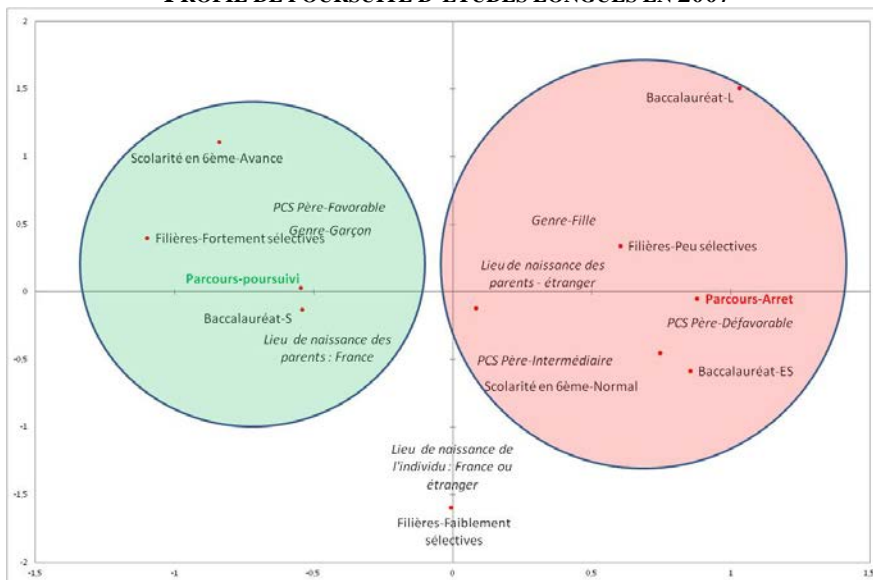 PROFIL DE POURSUITE D'ETUDES LONGUES EN 2007
2
1.5
Baccalauréat-L
1
Scolarité en 6ème-Avance
PCS Père-Favorable
0.5
Genre-Fille
Genre-Garçon
Filières-Fortement sélectives
Filières-Peu sélectives
Lieu de naissance des
parents - étranger
Parcours-poursuivi
0
Parcours-Arret
Baccalauréat-S
PCS Père-Défavorable
Lieu de naissance des
parents : France
-0.5
PCS Père-Intermédiaire
Baccalauréat-ES
Scolarité en 6ème-Normal
-1
Lieu de naissance de
l'individu : France ou
étranger
-1.5
Filières-Faiblement
sélectives
-2
-1.5 -1 -0.5 0 0.5 1 1.5